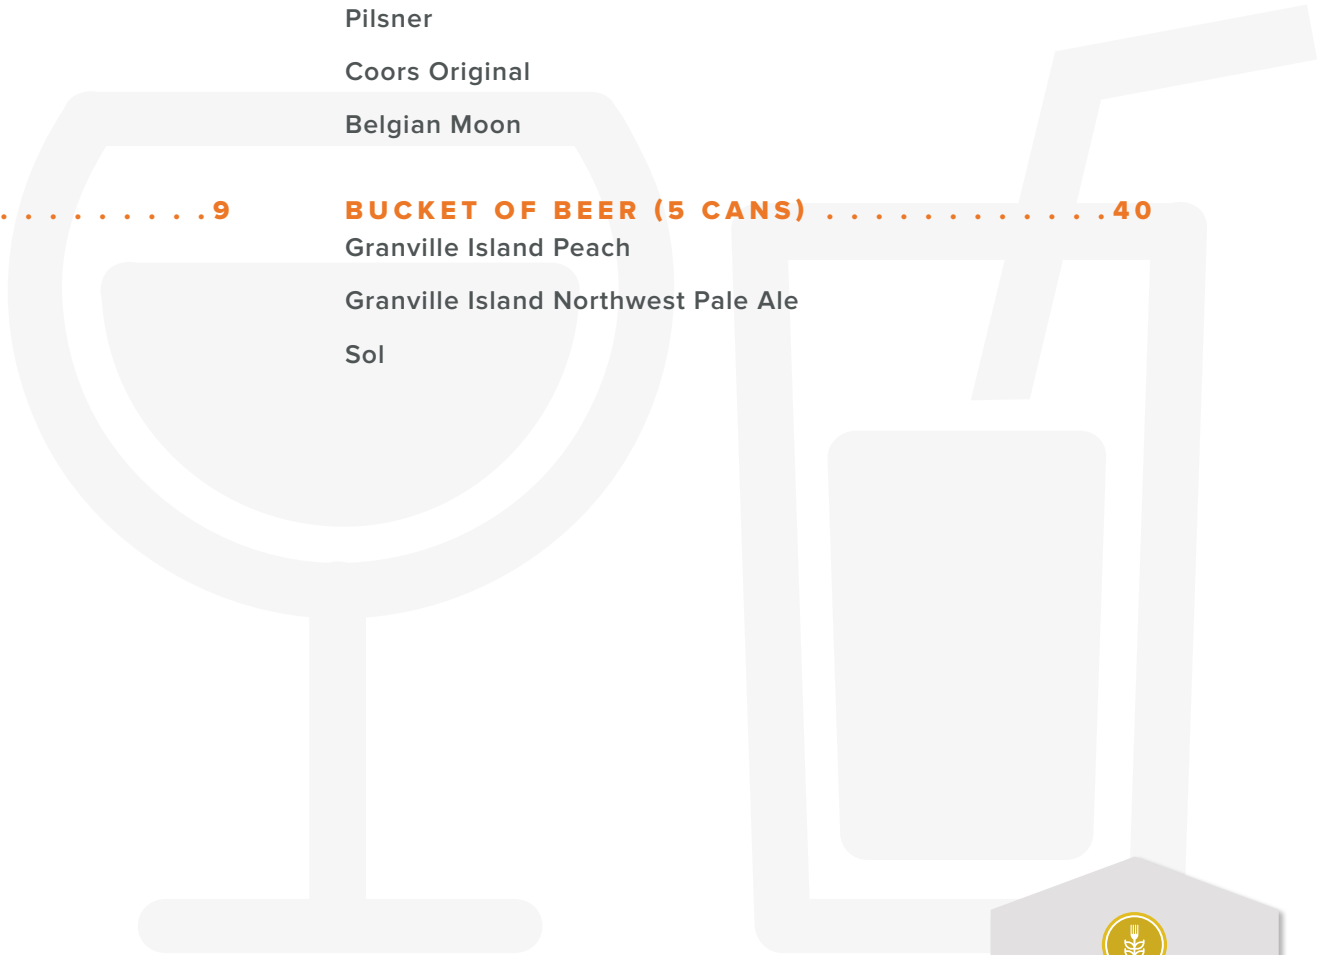 Pilsner
Coors Original
Belgian Moon
. . . . . . . . .9
BUCKET OF BEER (5 CANS) . . . . . . . . . . . .40
Granville Island Peach
Granville Island Northwest Pale Ale
Sol